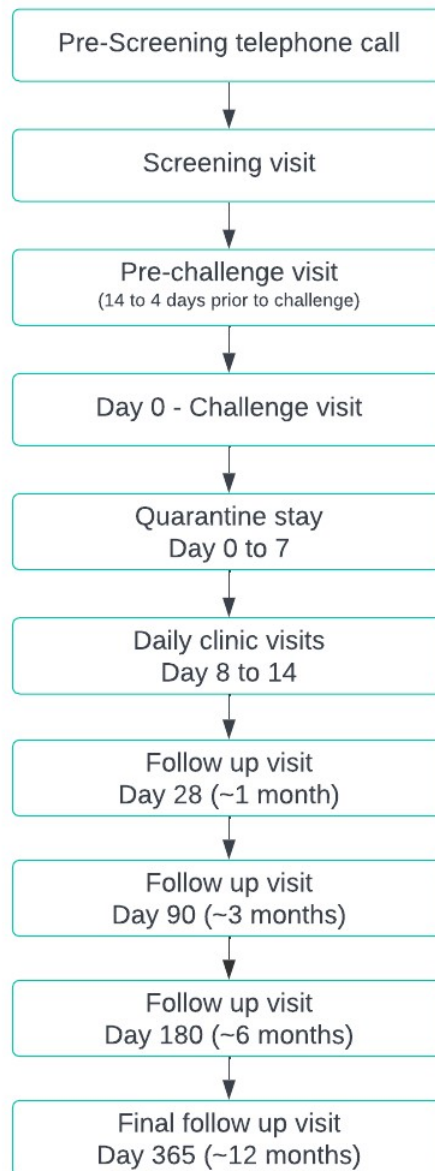 Pre-Screening telephone call
Screening visit
Pre-challenge visit
(14 to 4 days prior to challenge)
Day 0 - Challenge visit
Quarantine stay
Day 0 to 7
Daily clinic visits
Day 8 to 14
Follow up visit
Day 28 (~1 month)
Follow up visit
Day 90 (~3 months)
Follow up visit
Day 180 (~6 months)
Final follow up visit
Day 365 (~12 months)